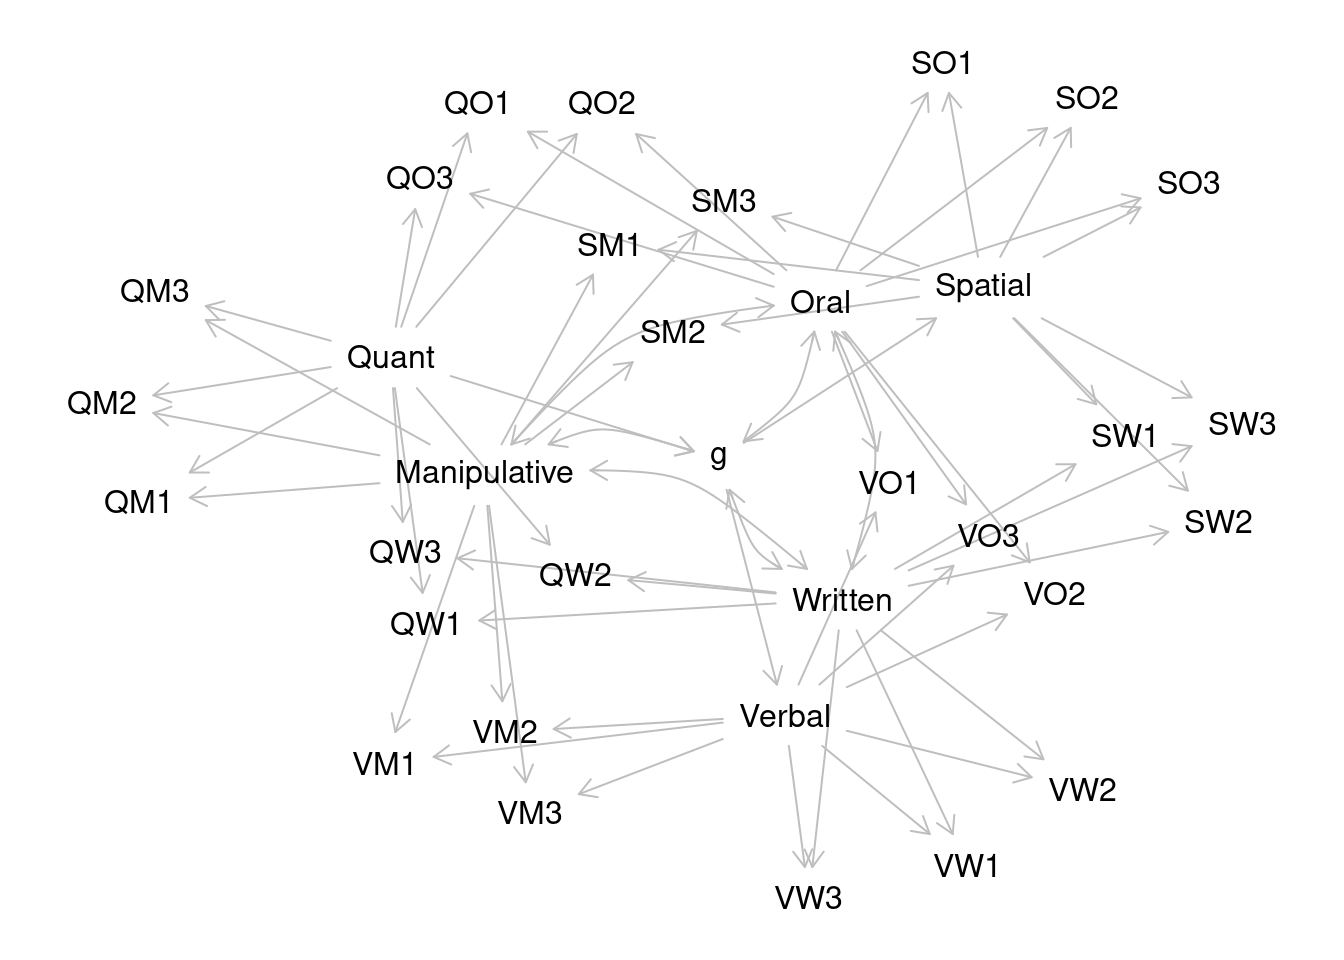 SO1
SO2
QO1
QO2
QO3
SO3
SM3
SM1
QM3
Spatial
Oral
SM2
Quant
QM2
SW3
SW1
g
Manipulative
VO1
QM1
SW2
VO3
QW3
QW2
VO2
Written
QW1
Verbal
VM2
VM1
VW2
VM3
VW1
VW3